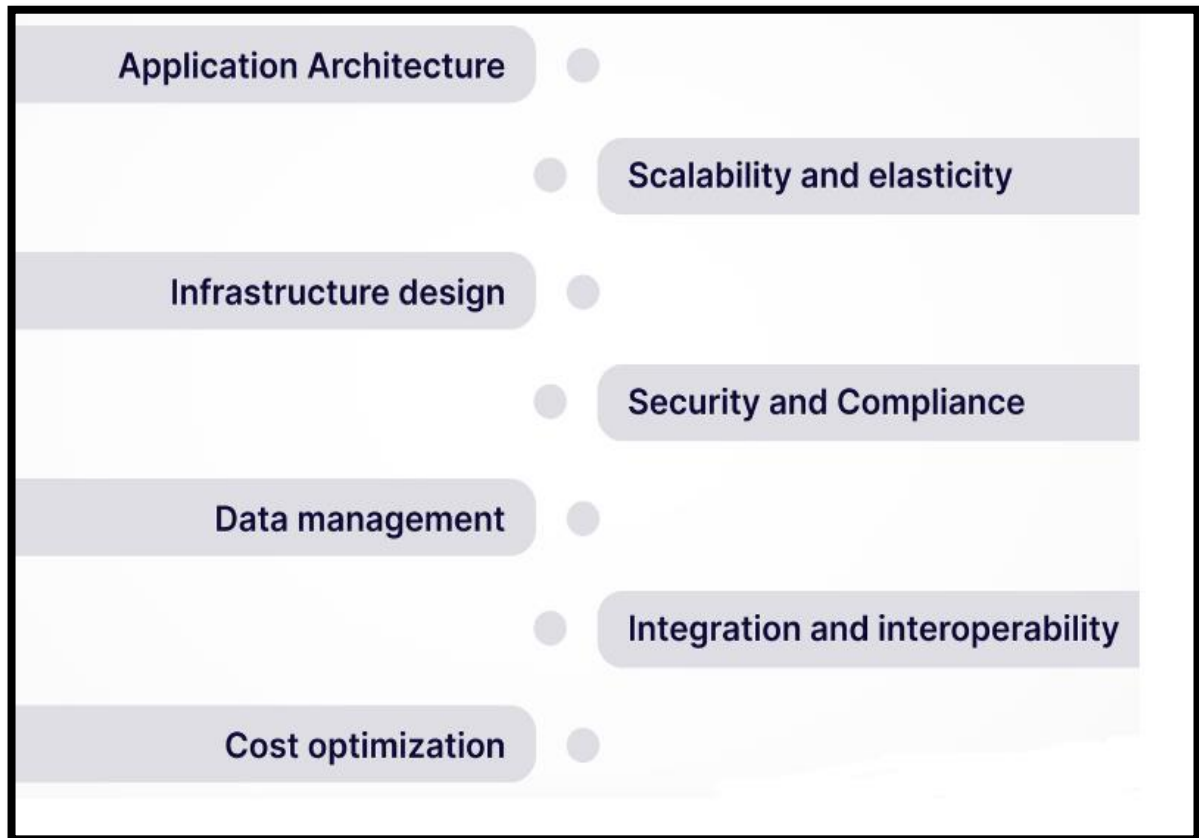 Application Architecture
Scalability and elasticity
Infrastructure design
Security and Compliance
Data management
Integration and interoperability
Cost optimization